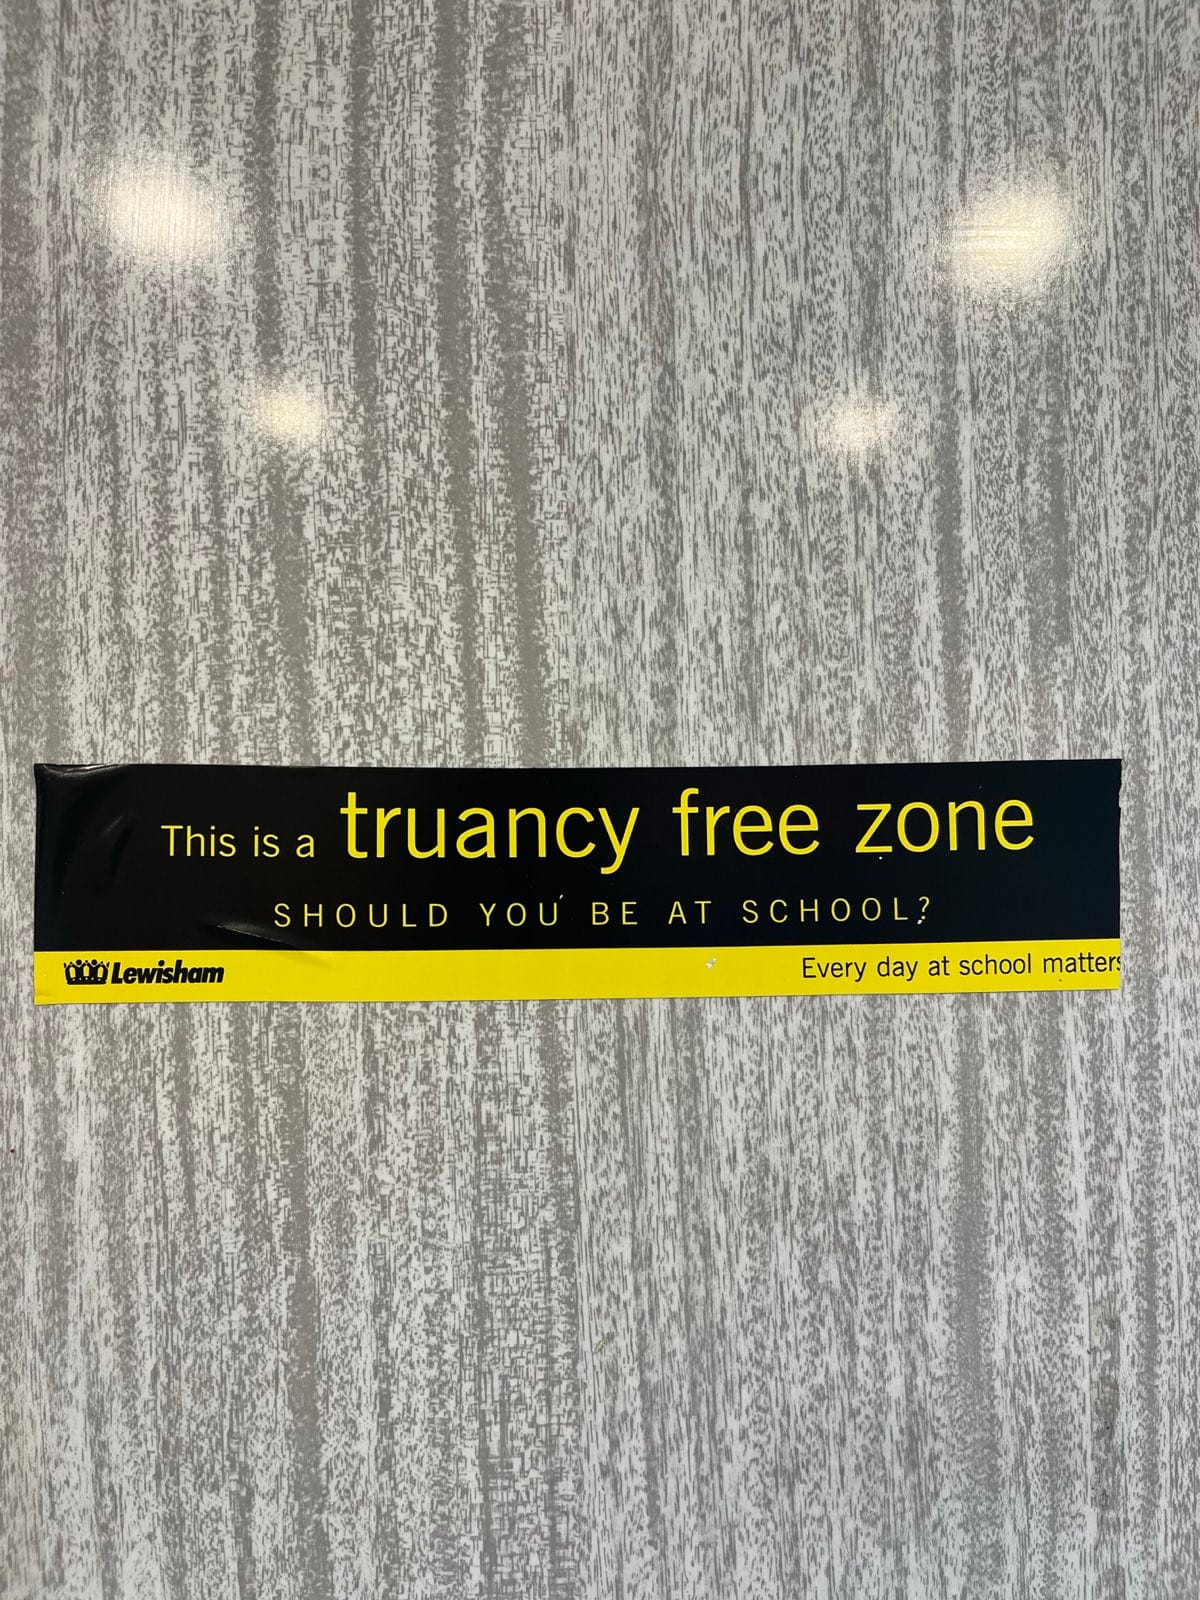 This is a truancy free zone
SHOULD YOU BE AT SCHOOL?
Lewisham
Every day at school matters